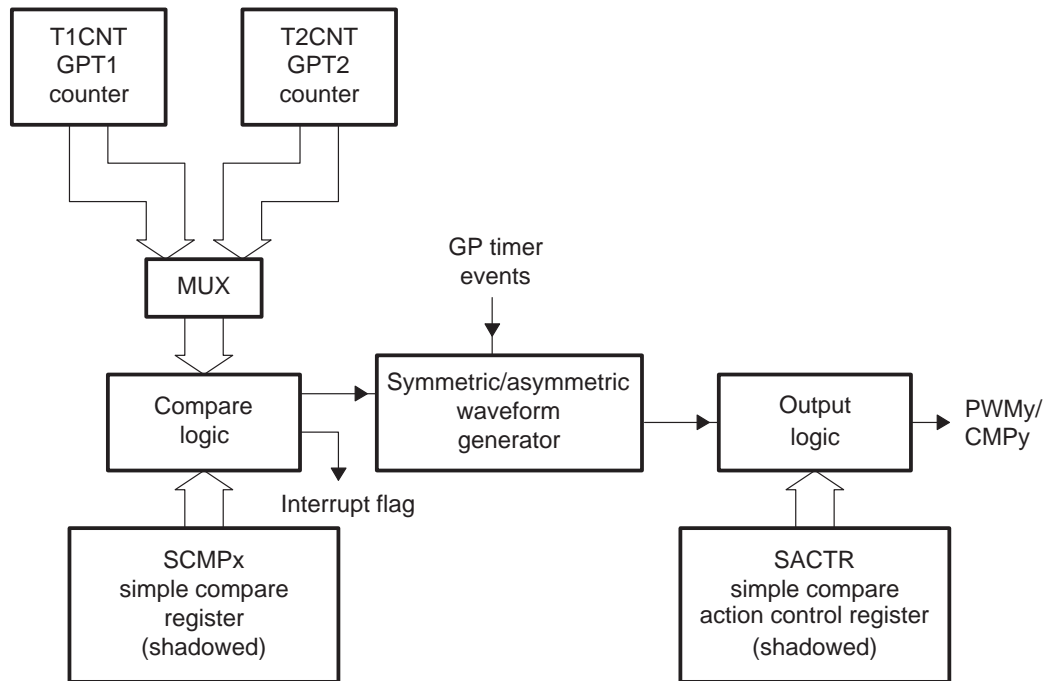 T1CNT
GPT1
counter
T2CNT
GPT2
counter
MUX
GP timer
events
Compare
logic
Symmetric/asymmetric
waveform
generator
Output
logic
PWMy/
CMPy
Interrupt flag
SCMPx
simple compare
register
(shadowed)
SACTR
simple compare
action control register
(shadowed)